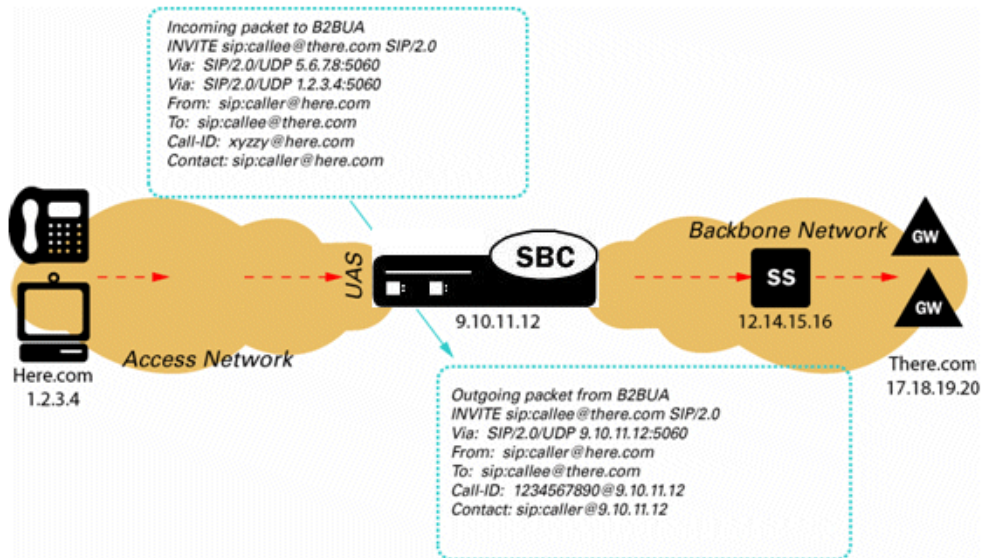 Incoming packet to B2BUA
INVITE sip:callee@there.com SIP/2.0
Via: SIP/2.0/UDP 5.6.7.8:5060
Via: SIP/2.0/UDP 1.2.3.4:5060
From: sip:caller@here.com
To: sip:callee@there.com
Call-ID: xyzzy@here.com
Contact: sip:caller@here.com
Backbone Network
GW
SBC
UAS
SS
GW
9.10.11.12
12.14.15.16
Access Network
Here.com
1.2.3.4
There.com
17.18.19.20
Outgoing packet from B2BUA
INVITE sip:callee@there.com SIP/2.0
Via: SIP/2.0/UDP 9.10.11.12:5060
From: sip:caller@here.com
To: sip:callee@there.com
Call-ID: 1234567890@9.10.11.12
Contact: sip:caller@9.10.11.12